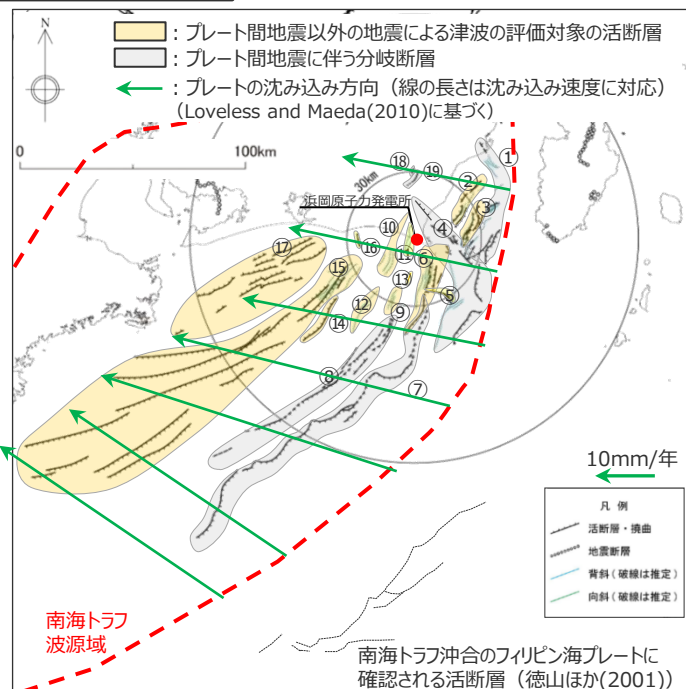 N
：プレート間地震以外の地震による津波の評価対象の活断層
：プレート間地震に伴う分岐断層
：プレートの沈み込み方向（線の長さは沈み込み速度に対応）
(Loveless and Maeda(2010)に基づく)
0 100km
30km
浜岡原子力発電所
①
⑱
⑲
②
③
⑩
④
⑰
⑯
⑪
⑥
⑮
⑬
⑤
⑫
⑭
⑨
⑧
⑦
10mm/年
凡 例
活断層・撓曲
地震断層
背斜（破線は推定）
向斜（破線は推定）
南海トラフ
波源域
南海トラフ沖合のフィリピン海プレートに
確認される活断層（徳山ほか(2001)）